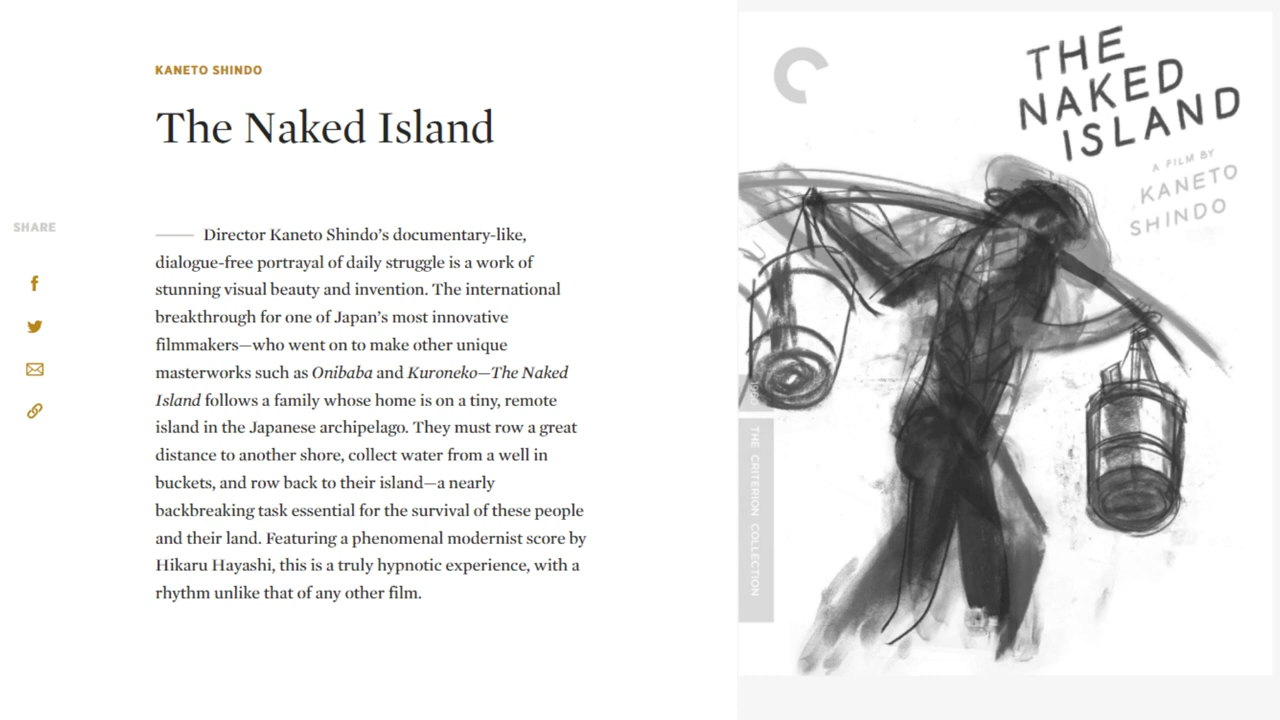 KANETO SHINDO
The Naked Island
SHARE
Director Kaneto Shindo’s documentary-like,
dialogue-free portrayal of daily struggle is a work of
stunning visual beauty and invention. The international
breakthrough for one of Japan’s most innovative
filmmakers—who went on to make other unique
masterworks such as Onibaba and Kuroneko—The Naked
Island follows a family whose home is on a tiny, remote
island in the Japanese archipelago. They must row a great
distance to another shore, collect water from a well in
buckets, and row back to their island—a nearly
backbreaking task essential for the survival of these people
and their land. Featuring a phenomenal modernist score by
Hikaru Hayashi, this is a truly hypnotic experience, with a
rhythm unlike that of any other film.
THE
NAKED
ISLAND
A FILM BY
KANETO
SHINDO
THE CRITERION COLLECTION